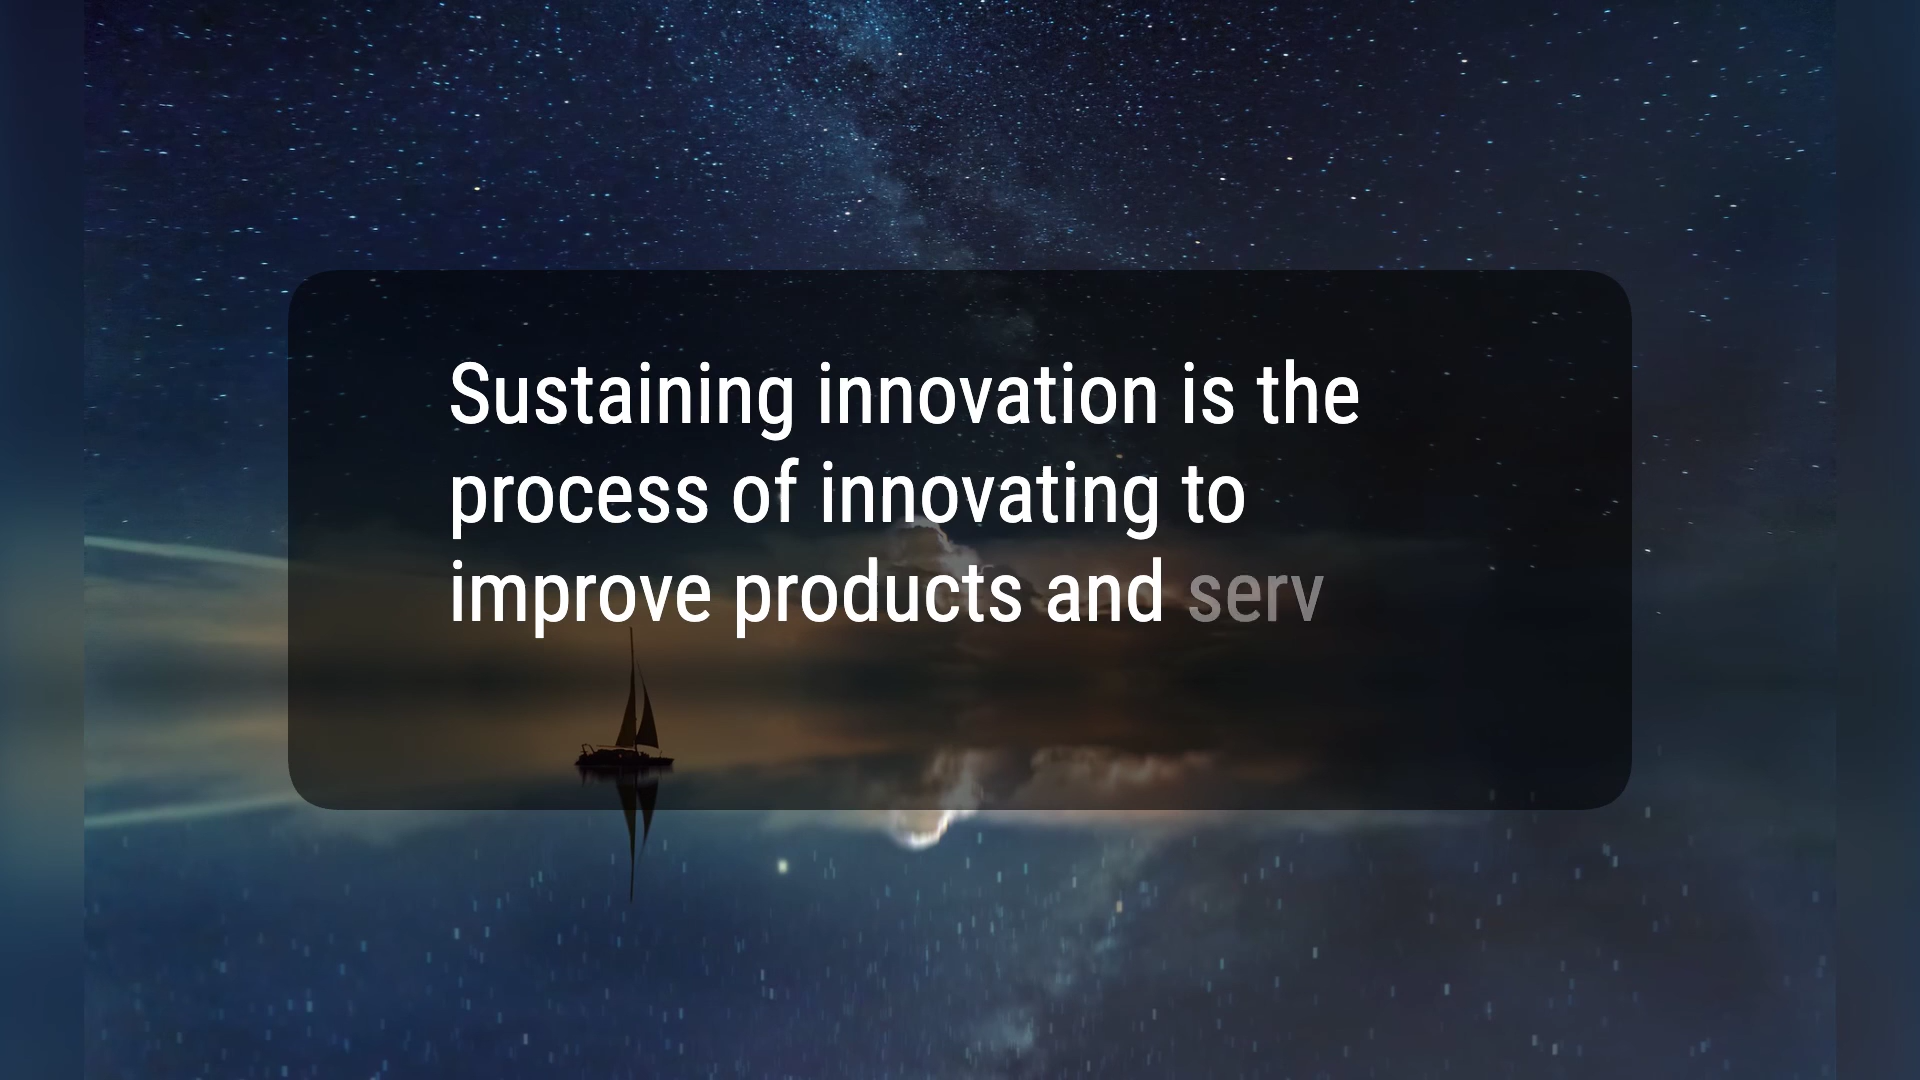 Sustaining innovation is the
process of innovating to
improve products and serv